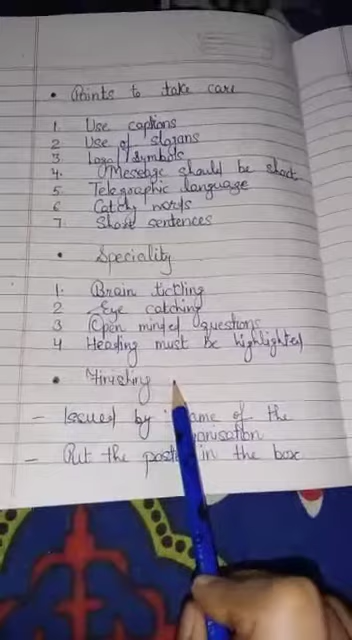 • Points to take care
1. Use captions
2 Use of slogans
3 Logo / symbols
4. Message should be short
5. Telegraphic language
6 Catchy words
7. Short sentences
• Speciality
1. Brain tickling
2 Eye catching
3 Open minded questions
4 Heading must be highlighted
• Finishing
- Issued by: name of the
organisation
- Put the poster in the box